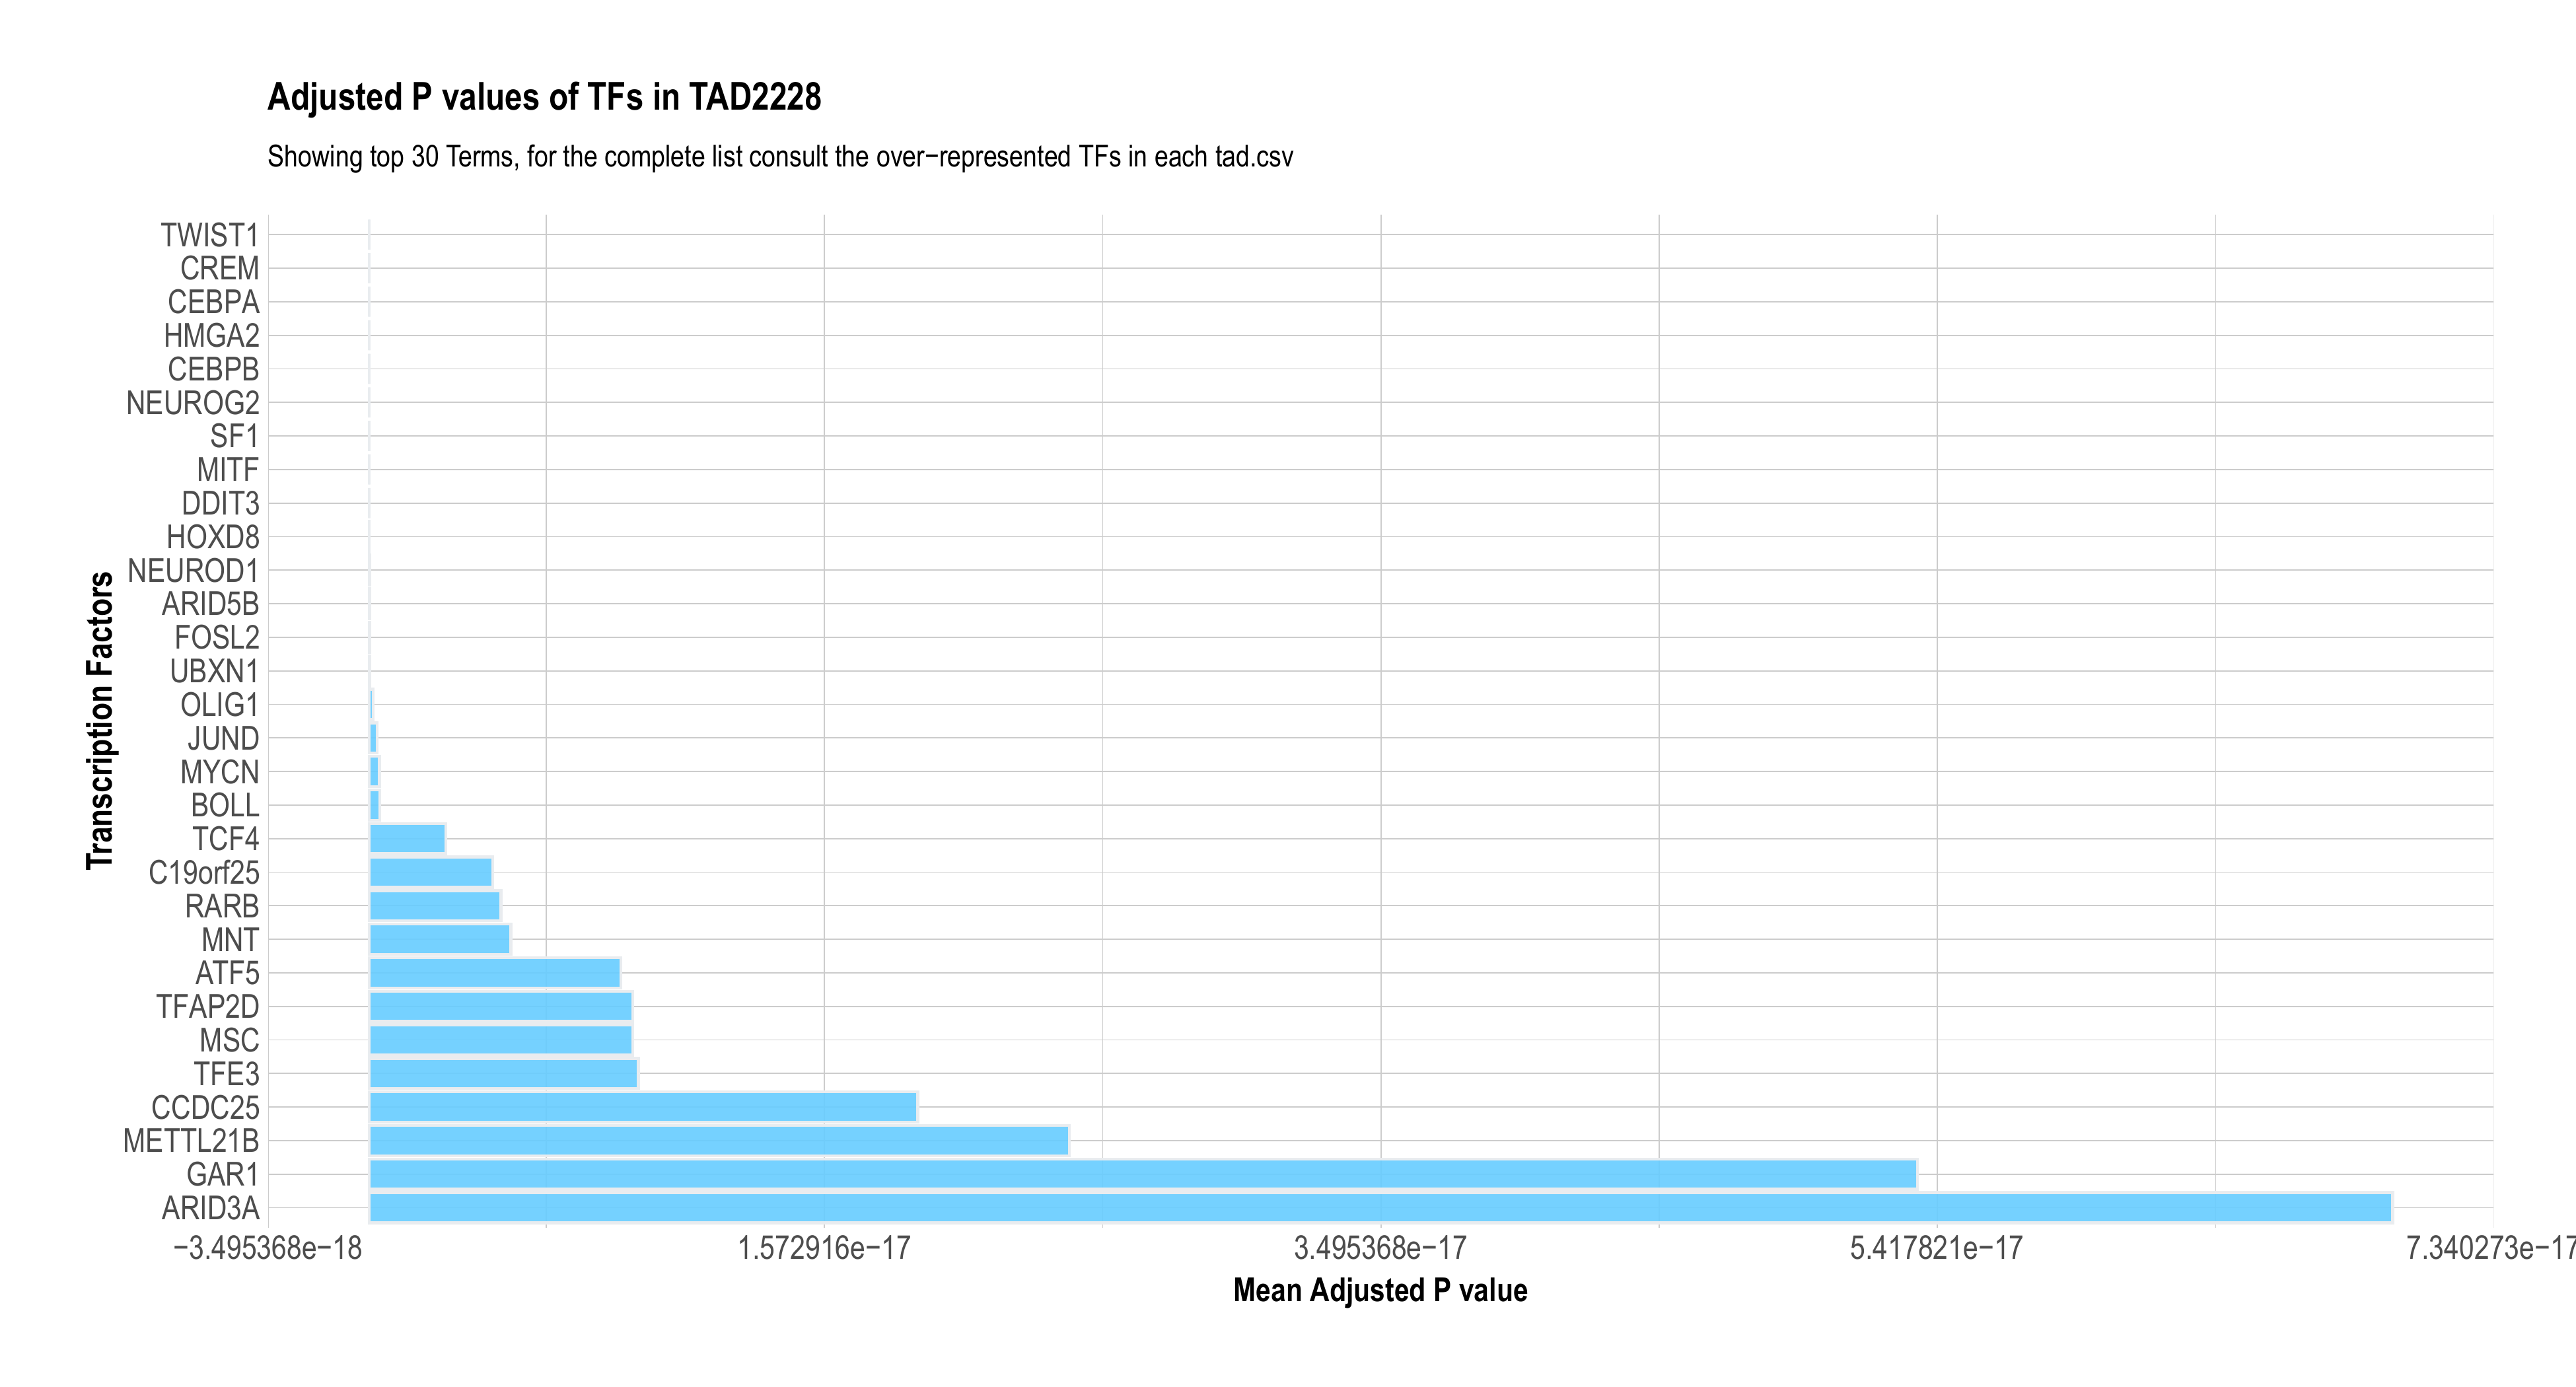 Adjusted P values of TFs in TAD2228
Showing top 30 Terms, for the complete list consult the over−represented TFs in each tad.csv
Transcription Factors
TWIST1
CREM
CEBPA
HMGA2
CEBPB
NEUROG2
SF1
MITF
DDIT3
HOXD8
NEUROD1
ARID5B
FOSL2
UBXN1
OLIG1
JUND
MYCN
BOLL
TCF4
C19orf25
RARB
MNT
ATF5
TFAP2D
MSC
TFE3
CCDC25
METTL21B
GAR1
ARID3A
−3.495368e−18 1.572916e−17 3.495368e−17 5.417821e−17 7.340273e−17
Mean Adjusted P value